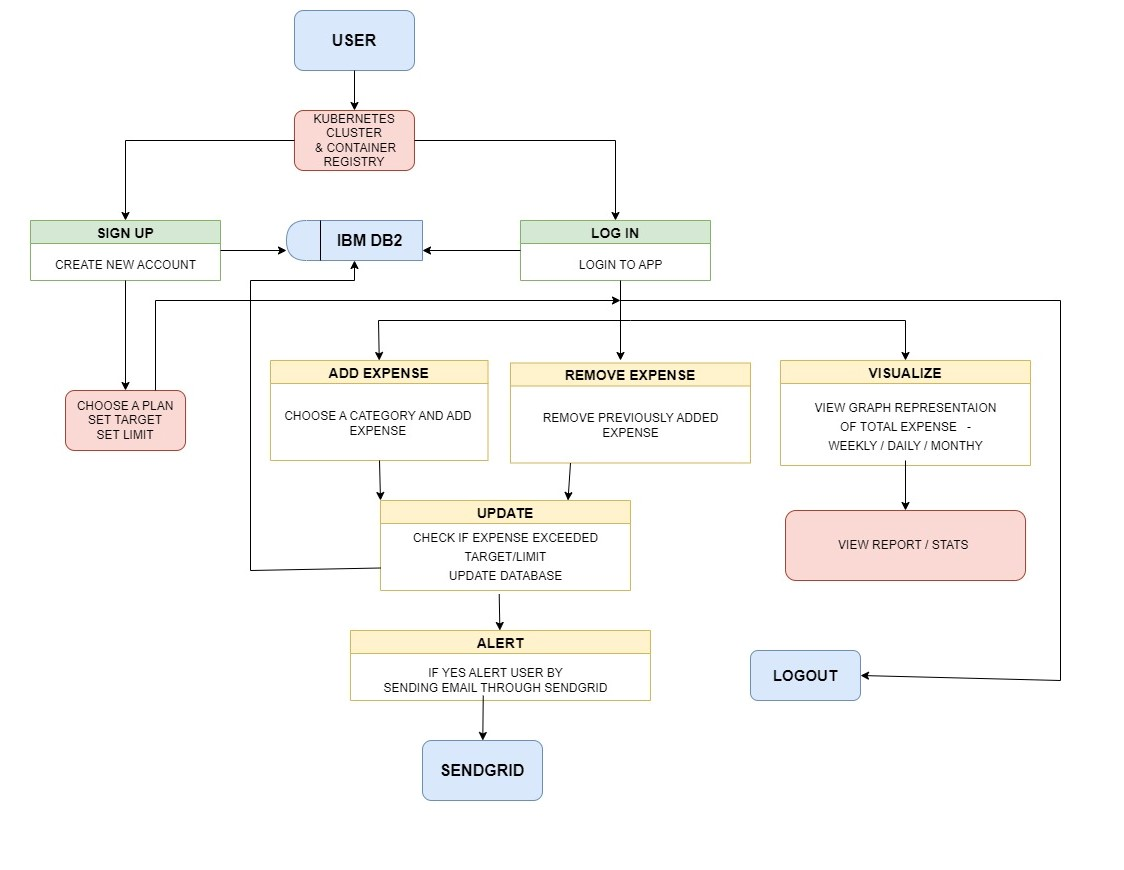 USER
KUBERNETES
CLUSTER
& CONTAINER
REGISTRY
SIGN UP
CREATE NEW ACCOUNT
IBM DB2
LOG IN
LOGIN TO APP
CHOOSE A PLAN
SET TARGET
SET LIMIT
ADD EXPENSE
CHOOSE A CATEGORY AND ADD
EXPENSE
REMOVE EXPENSE
REMOVE PREVIOUSLY ADDED
EXPENSE
VISUALIZE
VIEW GRAPH REPRESENTAION
OF TOTAL EXPENSE -
WEEKLY / DAILY / MONTHY
UPDATE
CHECK IF EXPENSE EXCEEDED
TARGET/LIMIT
UPDATE DATABASE
VIEW REPORT / STATS
ALERT
IF YES ALERT USER BY
SENDING EMAIL THROUGH SENDGRID
LOGOUT
SENDGRID